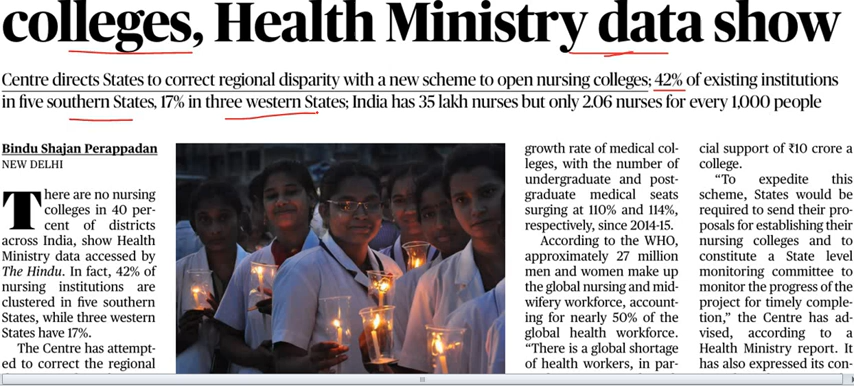 colleges, Health Ministry data show
Centre directs States to correct regional disparity with a new scheme to open nursing colleges; 42% of existing institutions
in five southern States, 17% in three western States; India has 35 lakh nurses but only 2.06 nurses for every 1,000 people
Bindu Shajan Perappadan
NEW DELHI
There are no nursing
colleges in 40 per-
cent of districts
across India, show Health
Ministry data accessed by
The Hindu. In fact, 42% of
nursing institutions are
clustered in five southern
States, while three western
States have 17%.
The Centre has attempt-
ed to correct the regional
growth rate of medical col-
leges, with the number of
undergraduate and post-
graduate medical seats
surging at 110% and 114%,
respectively, since 2014-15.
According to the WHO,
approximately 27 million
men and women make up
the global nursing and mid-
wifery workforce, account-
ing for nearly 50% of the
global health workforce.
“There is a global shortage
of health workers, in par-
cial support of ₹10 crore a
college.
“To expedite this
scheme, States would be
required to send their pro-
posals for establishing their
nursing colleges and to
constitute a State level
monitoring committee to
monitor the progress of the
project for timely comple-
tion,” the Centre has ad-
vised, according to a
Health Ministry report. It
has also expressed its con-